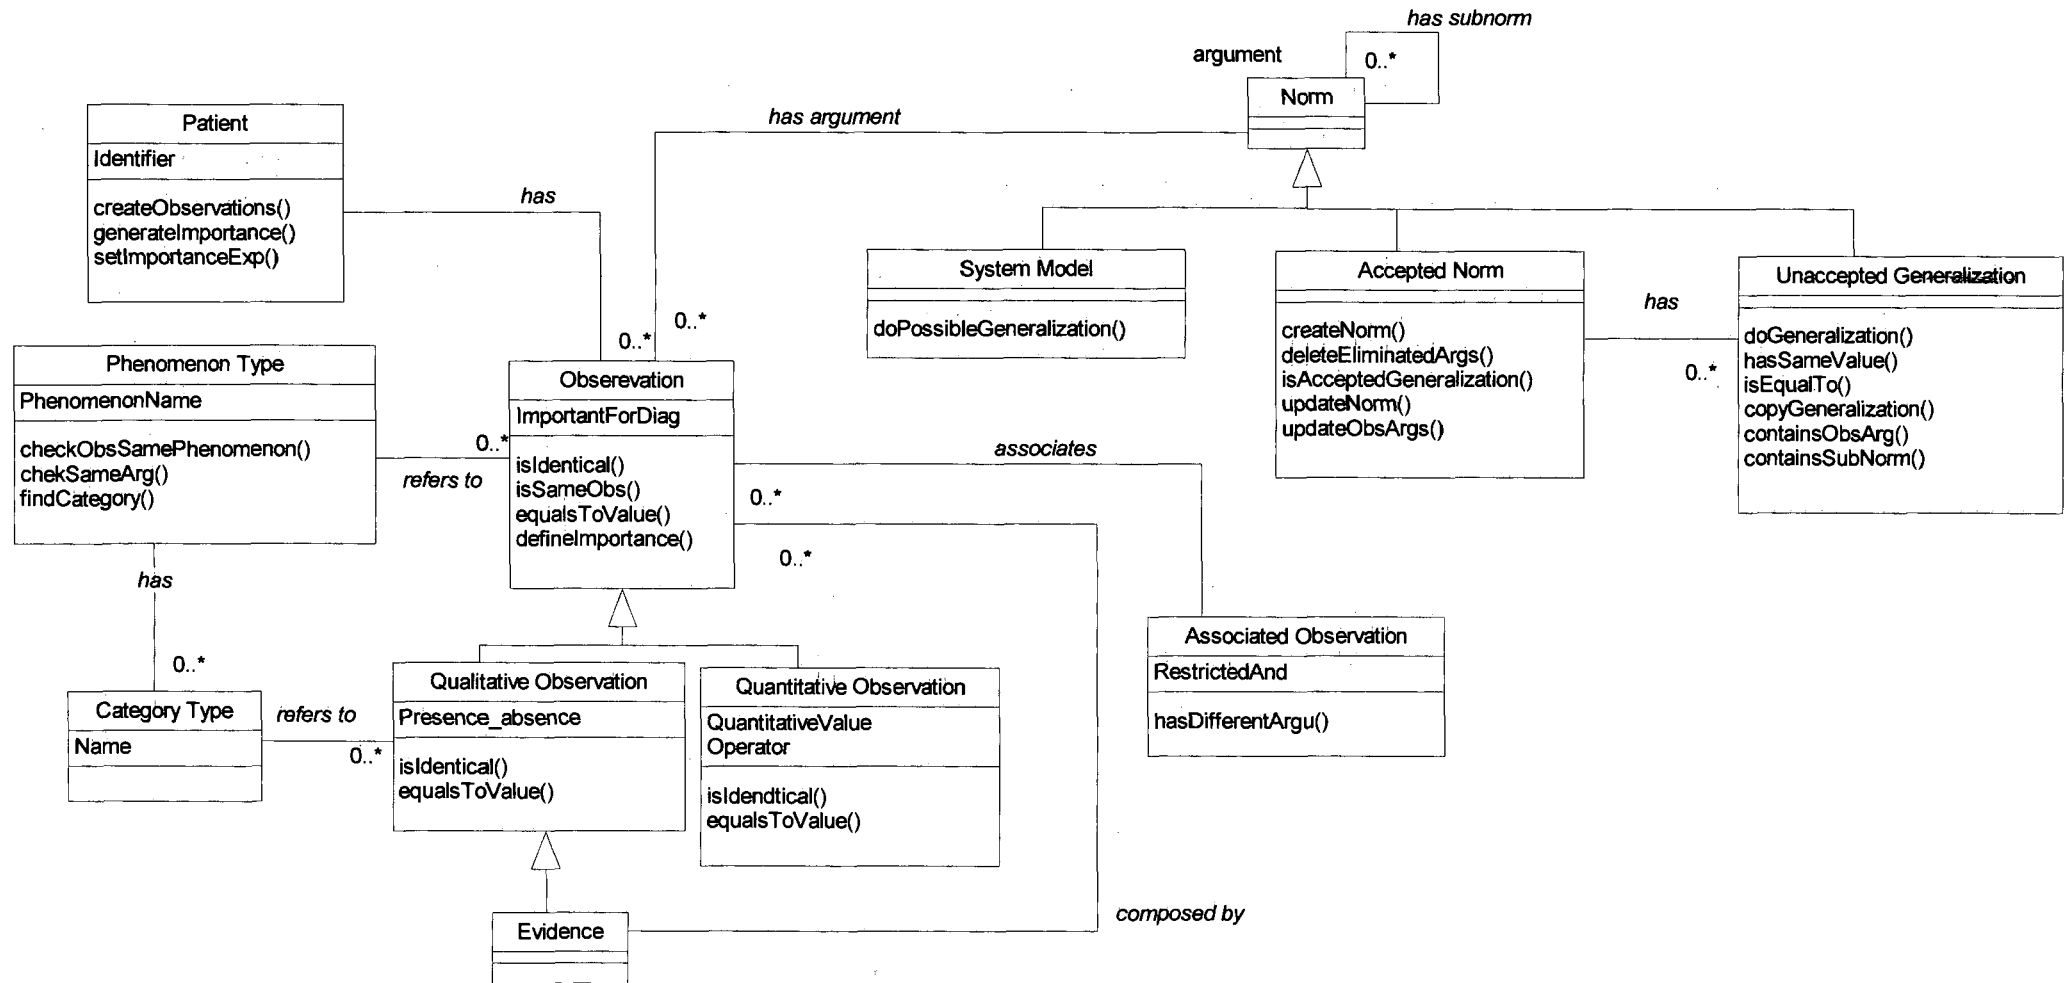 has subnorm
argument
0..*
Norm
has argument
Patient
Identifier
createObservations()
generateImportance()
setImportanceExp()
has
0..*
0..*
System Model
doPossibleGeneralization()
Accepted Norm
createNorm()
deleteEliminatedArgs()
isAcceptedGeneralization()
updateNorm()
updateObsArgs()
has
0..*
Unaccepted Generalization
doGeneralization()
hasSameValue()
isEqualTo()
copyGeneralization()
containsObsArg()
containsSubNorm()
Phenomenon Type
PhenomenonName
checkObsSamePhenomenon()
chekSameArg()
findCategory()
0..*
refers to
Obserevation
ImportantForDiag
isIdentical()
isSameObs()
equalsToValue()
defineImportance()
associates
0..*
0..*
has
0..*
Category Type
Name
refers to
0..*
Qualitative Observation
Presence_absence
isIdentical()
equalsToValue()
Quantitative Observation
QuantitativeValue
Operator
isIdendtical()
equalsToValue()
Associated Observation
RestrictedAnd
hasDifferentArgu()
composed by
Evidence